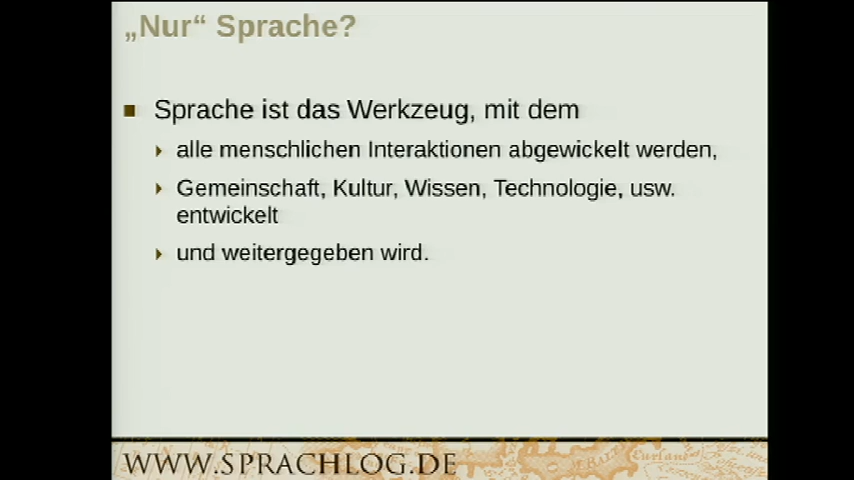 „Nur“ Sprache?
Sprache ist das Werkzeug, mit dem
alle menschlichen Interaktionen abgewickelt werden,
Gemeinschaft, Kultur, Wissen, Technologie, usw.
entwickelt
und weitergegeben wird.
WWW.SPRACHLOG.DE